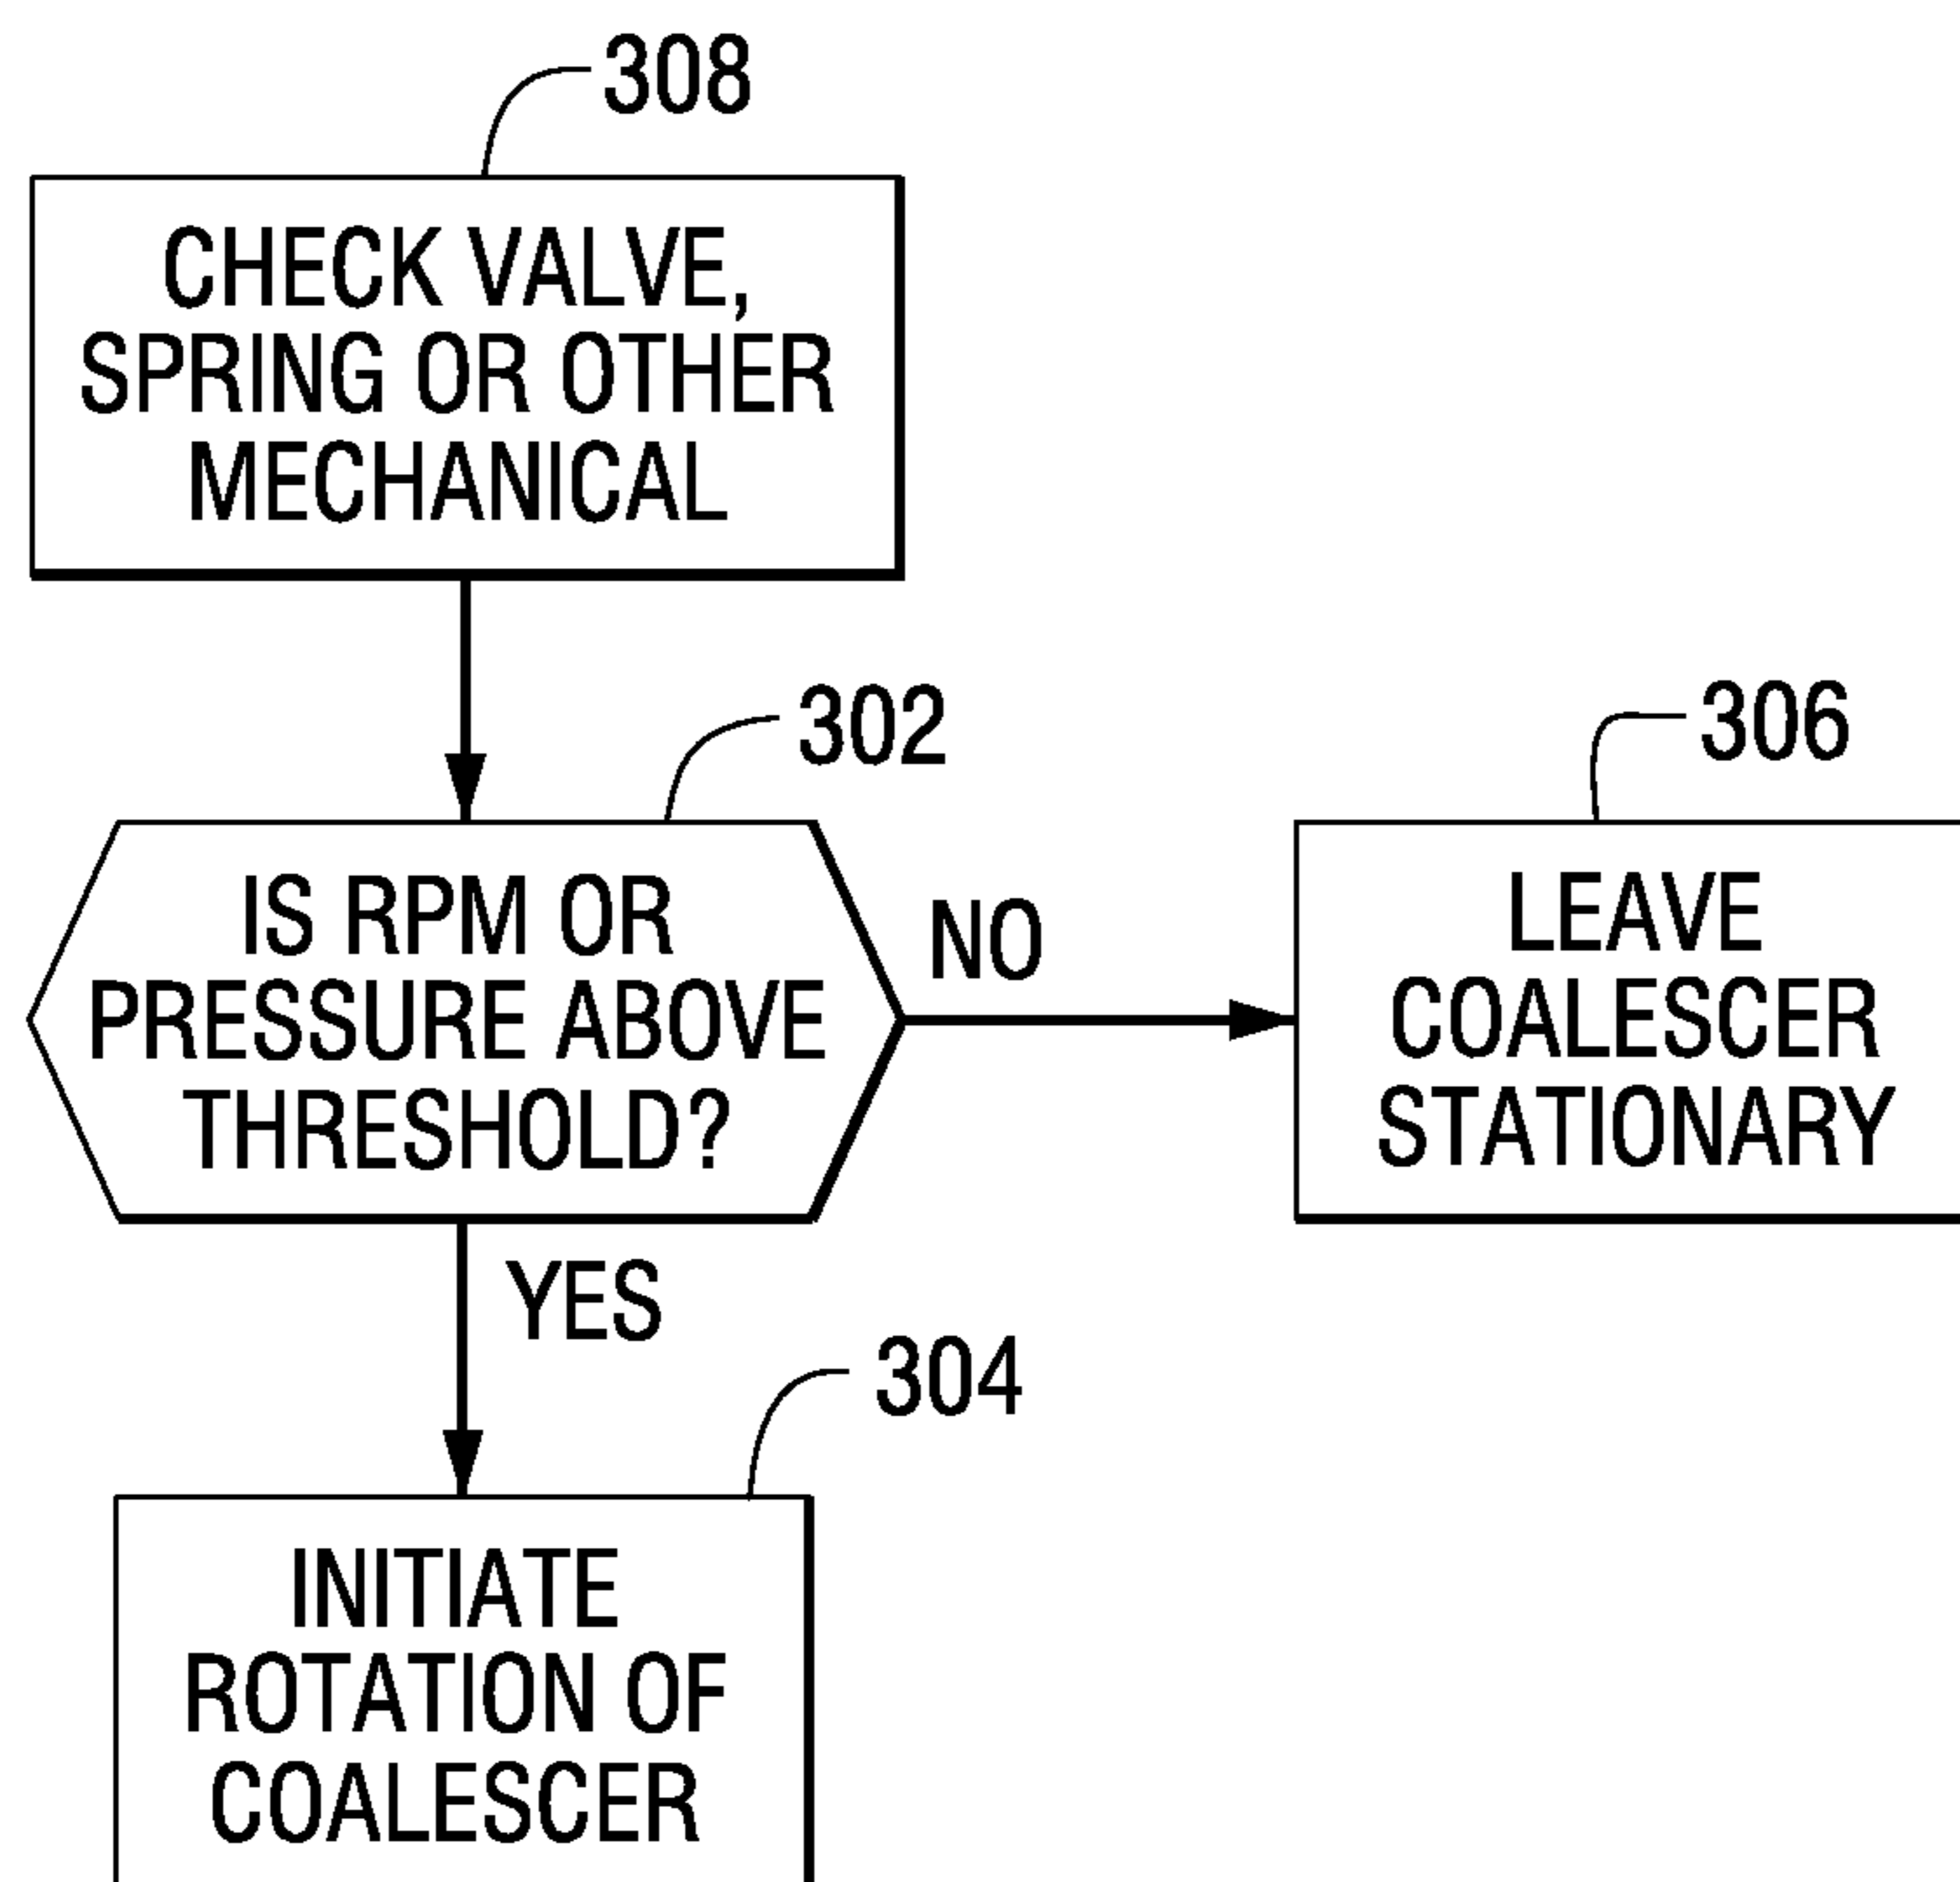 308
CHECK VALVE,
SPRING OR OTHER
MECHANICAL
302
IS RPM OR
PRESSURE ABOVE
THRESHOLD?
NO
306
LEAVE
COALESCER
STATIONARY
YES
304
INITIATE
ROTATION OF
COALESCER